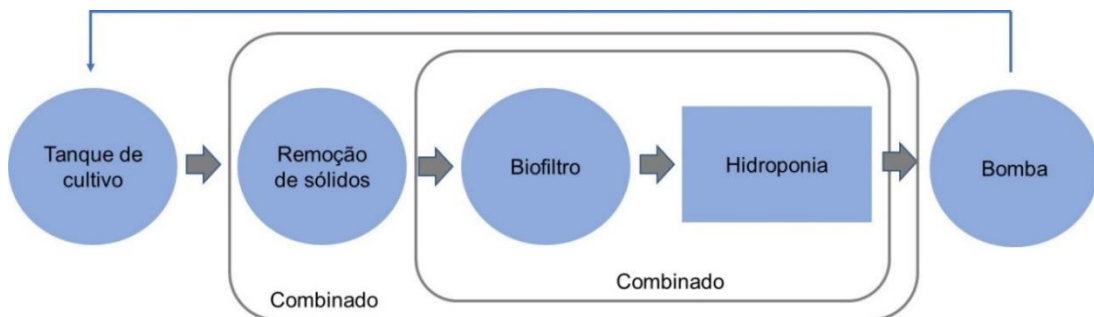 Tanque de
cultivo
Remoção
de sólidos
Biofiltro
Hidroponia
Bomba
Combinado
Combinado